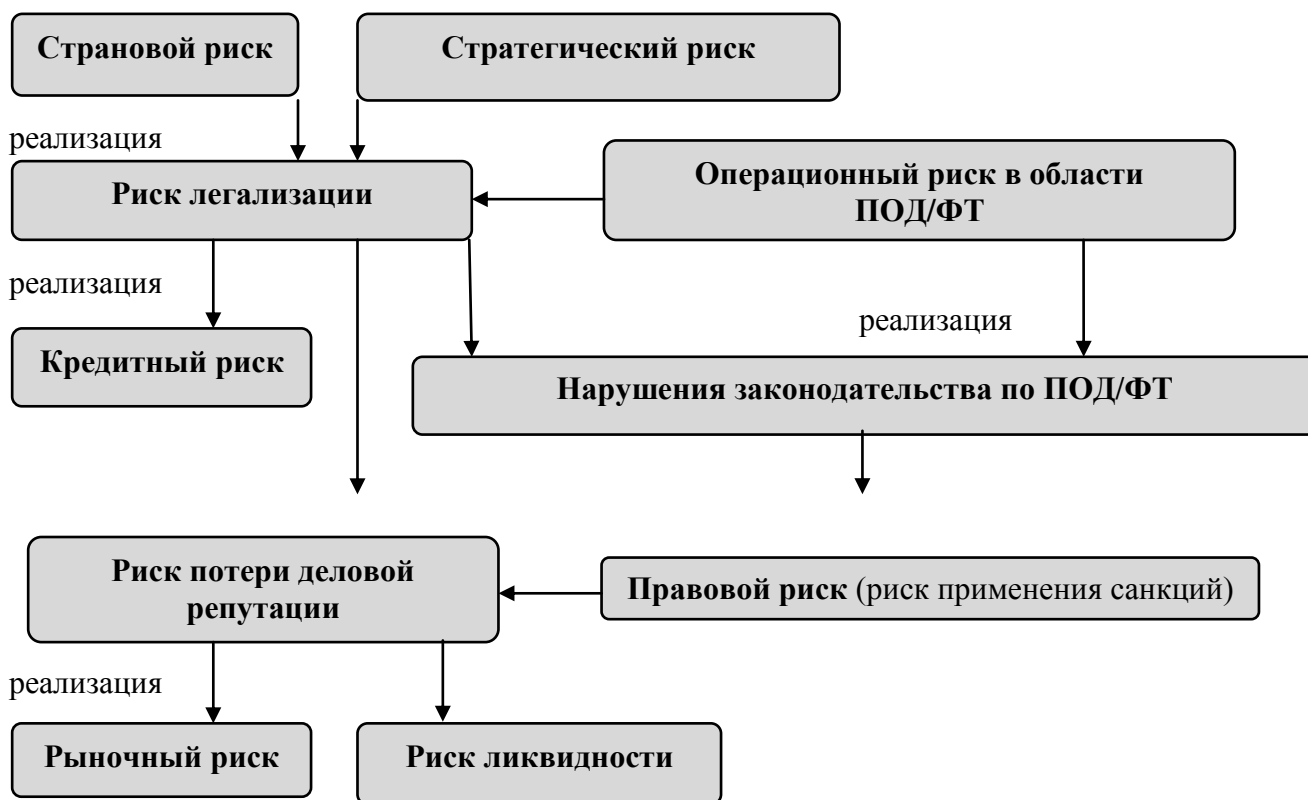 Страновой риск
Стратегический риск
реализация
Риск легализации
Операционный риск в области
ПОД/ФТ
реализация
реализация
Кредитный риск
Нарушения законодательства по ПОД/ФТ
Риск потери деловой
репутации
Правовой риск (риск применения санкций)
реализация
Рыночный риск
Риск ликвидности